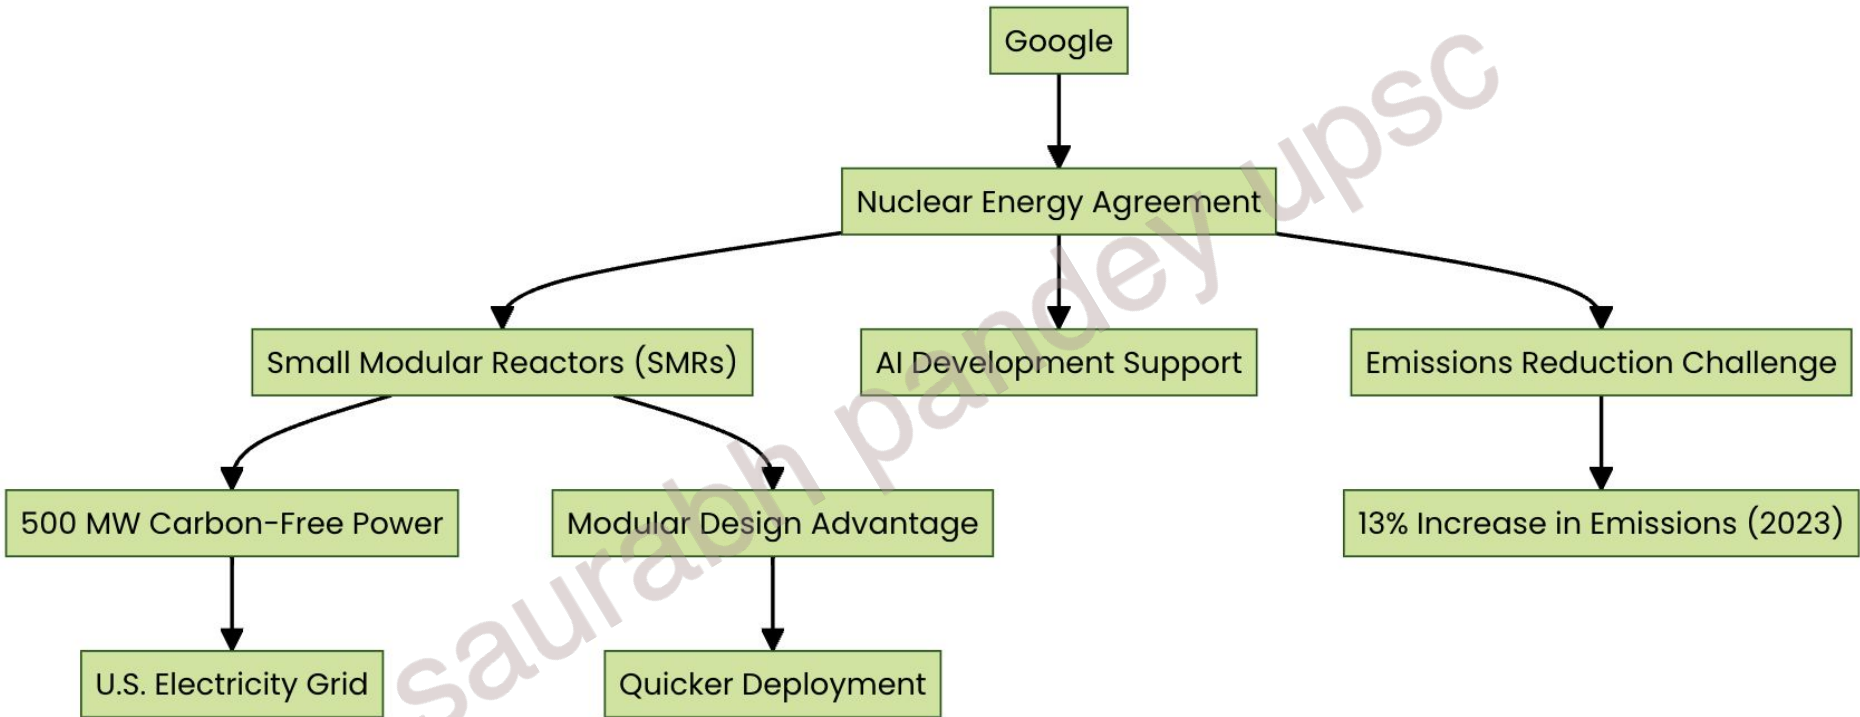 Google
Nuclear Energy Agreement
Small Modular Reactors (SMRs)
AI Development Support
Emissions Reduction Challenge
500 MW Carbon-Free Power
Modular Design Advantage
13% Increase in Emissions (2023)
U.S. Electricity Grid
Quicker Deployment
saurabh pandey upsc